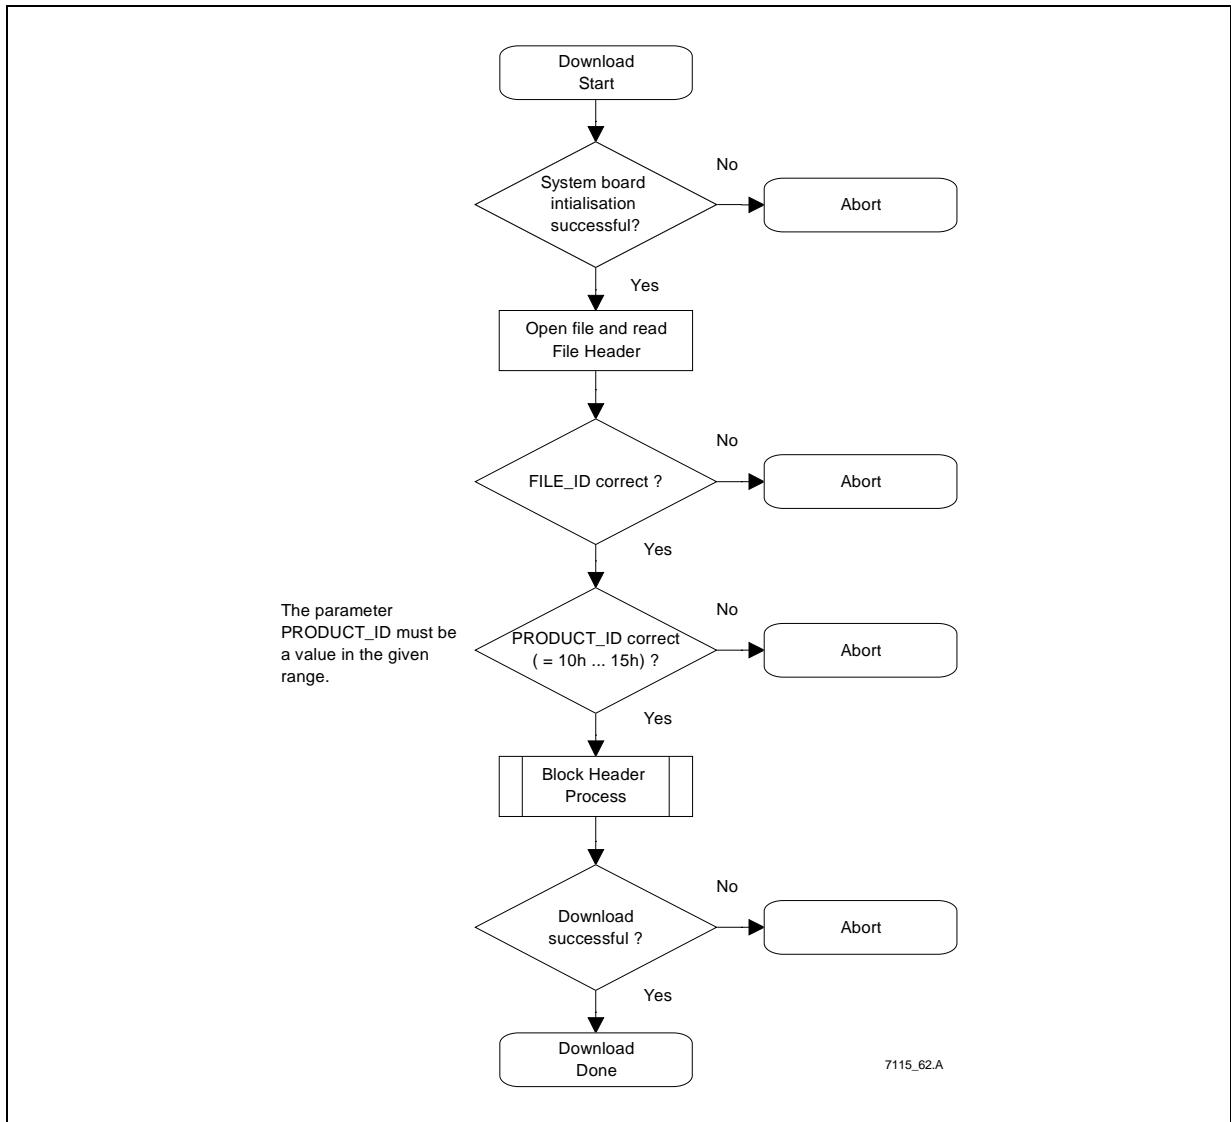 Download
Start
No
System board
intialisation
successful?
Abort
Yes
Open file and read
File Header
No
FILE_ID correct ?
Abort
Yes
The parameter
PRODUCT_ID must be
a value in the given
range.
No
PRODUCT_ID correct
( = 10h ... 15h) ?
Abort
Yes
Block Header
Process
No
Download
successful ?
Abort
Yes
Download
Done
7115_62.A